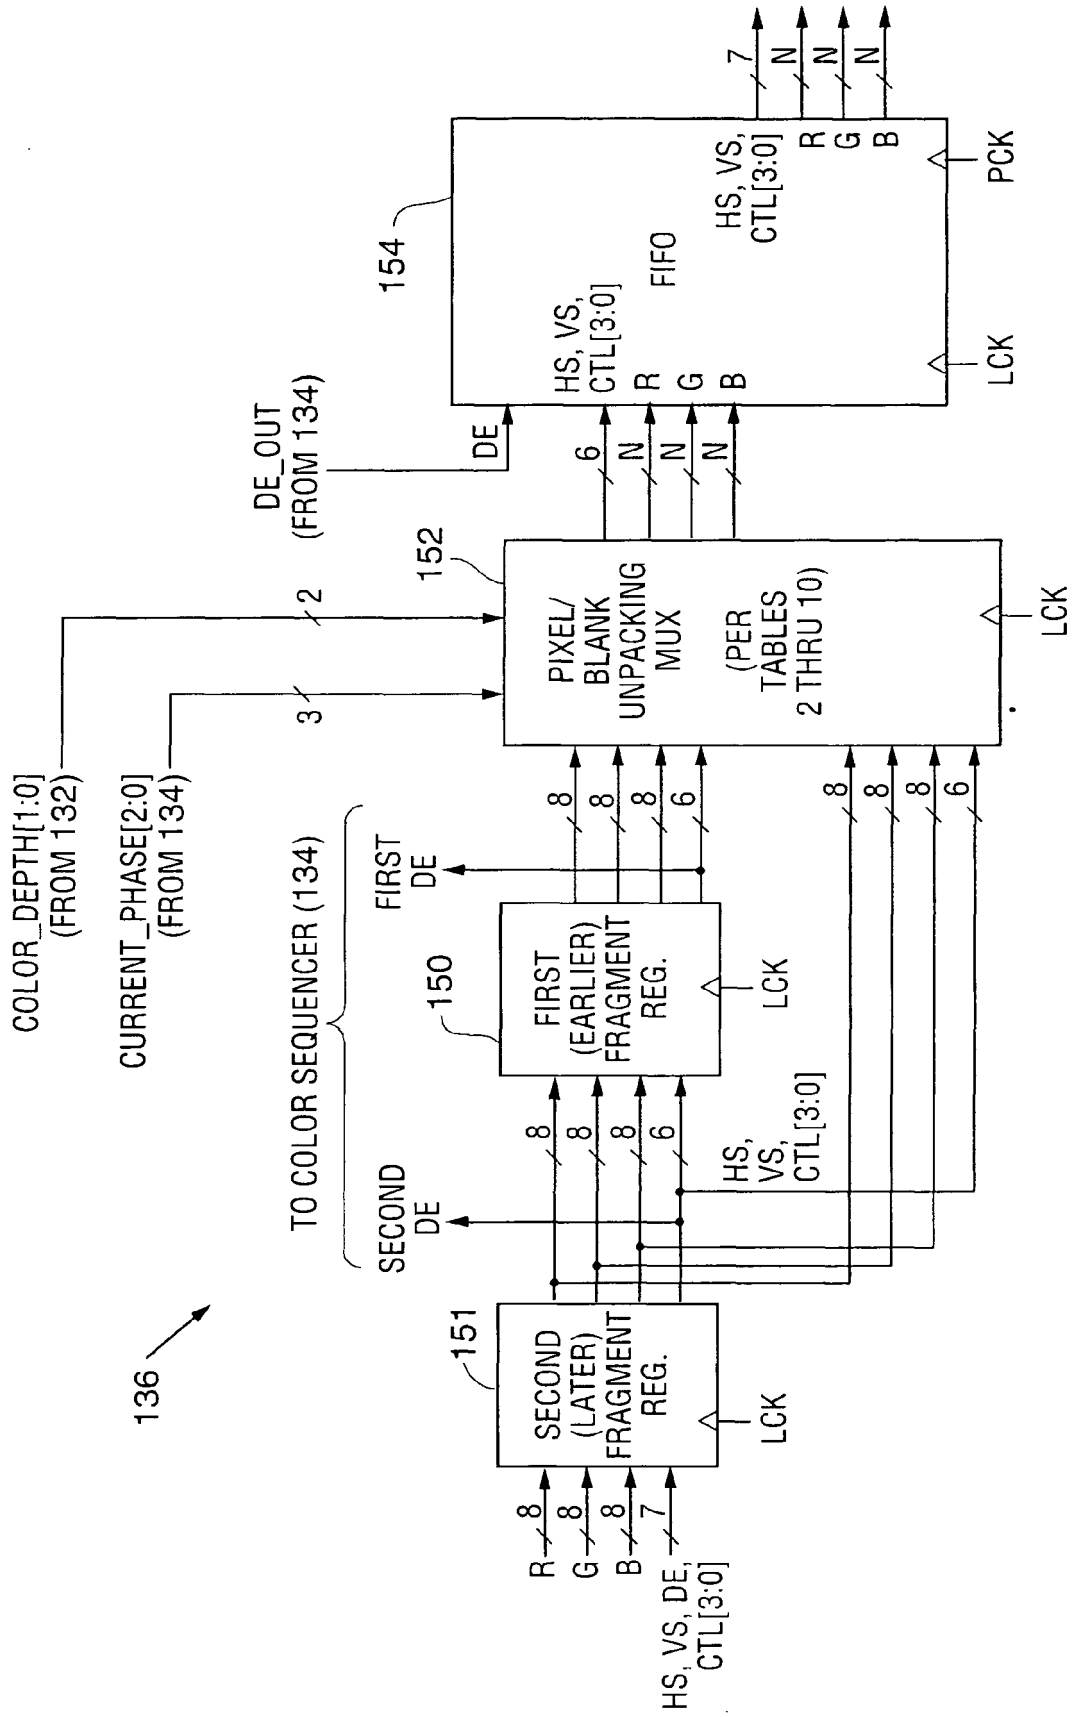 136
COLOR_DEPTH[1:0]
(FROM 132)
CURRENT_PHASE[2:0]
(FROM 134)
2
3
TO COLOR SEQUENCER (134)
SECOND
DE
FIRST
DE
DE_OUT
(FROM 134)
R
8
G
8
B
8
HS, VS, DE,
CTL[3:0]
7
151
SECOND
(LATER)
FRAGMENT
REG.
LCK
8
8
8
6
HS,
VS,
CTL[3:0]
150
FIRST
(EARLIER)
FRAGMENT
REG.
LCK
8
8
8
6
8
8
8
6
152
PIXEL/
BLANK
UNPACKING
MUX
(PER
TABLES
2 THRU 10)
LCK
DE
6
N
N
N
154
HS, VS,
CTL[3:0]
R
G
B
FIFO
HS, VS,
CTL[3:0]
R
G
B
LCK
PCK
7
N
N
N